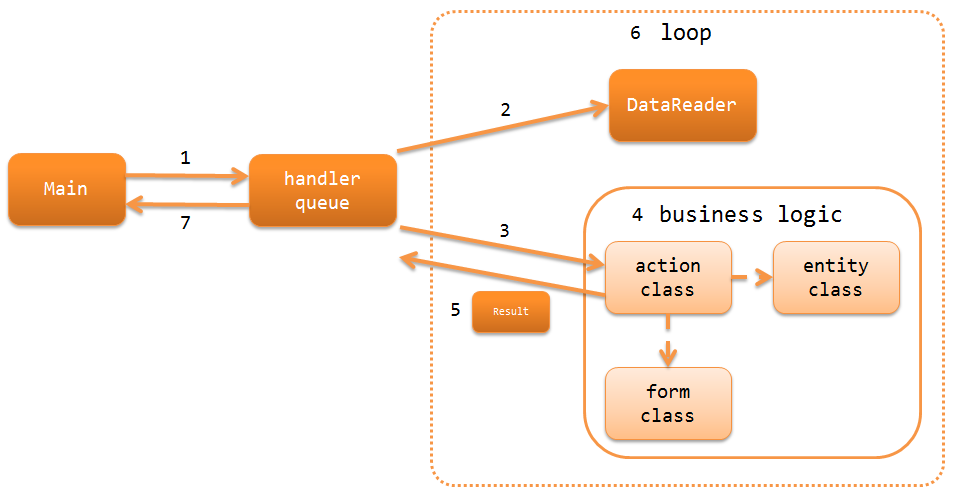 6 loop
2
DataReader
1
Main
handler
queue
7
4 business logic
3
action
class
entity
class
5
Result
form
class